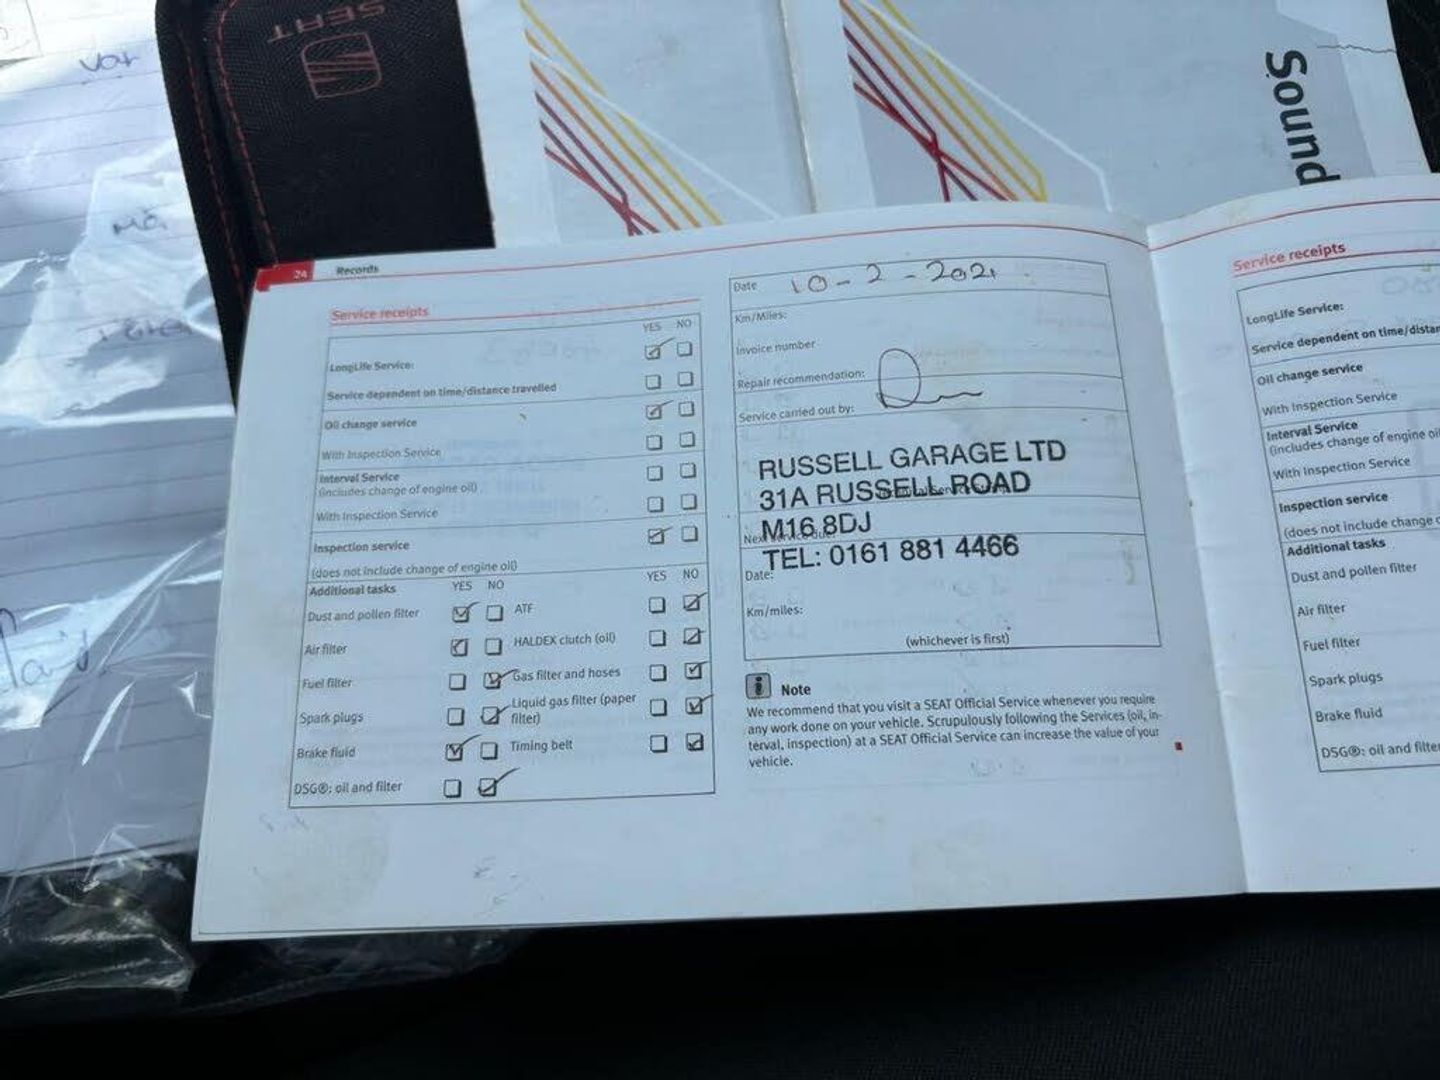 SEAT
Sound
24 Records
Service receipts
YES NO
LongLife Service:
Service dependent on time/distance travelled
Oil change service
With Inspection Service
Interval Service
(includes change of engine oil)
With Inspection Service
Inspection service
(does not include change of engine oil)
Additional tasks YES NO YES NO
Dust and pollen filter ATF
Air filter HALDEX clutch (oil)
Fuel filter Gas filter and hoses
Spark plugs Liquid gas filter (paper
filter)
Brake fluid Timing belt
DSG®: oil and filter
Date 10-2-2021
Km/Miles:
Invoice number
Repair recommendation:
Service carried out by:
RUSSELL GARAGE LTD
31A RUSSELL ROAD
M16 8DJ
TEL: 0161 881 4466
Date:
Km/miles:
(whichever is first)
i Note
We recommend that you visit a SEAT Official Service whenever you require
any work done on your vehicle. Scrupulously following the Services (oil, in-
terval, inspection) at a SEAT Official Service can increase the value of your
vehicle.
Service receipts
LongLife Service:
Service dependent on time/distan
Oil change service
With Inspection Service
Interval Service
(includes change of engine oil
With Inspection Service
Inspection service
(does not include change o
Additional tasks
Dust and pollen filter
Air filter
Fuel filter
Spark plugs
Brake fluid
DSG®: oil and filte